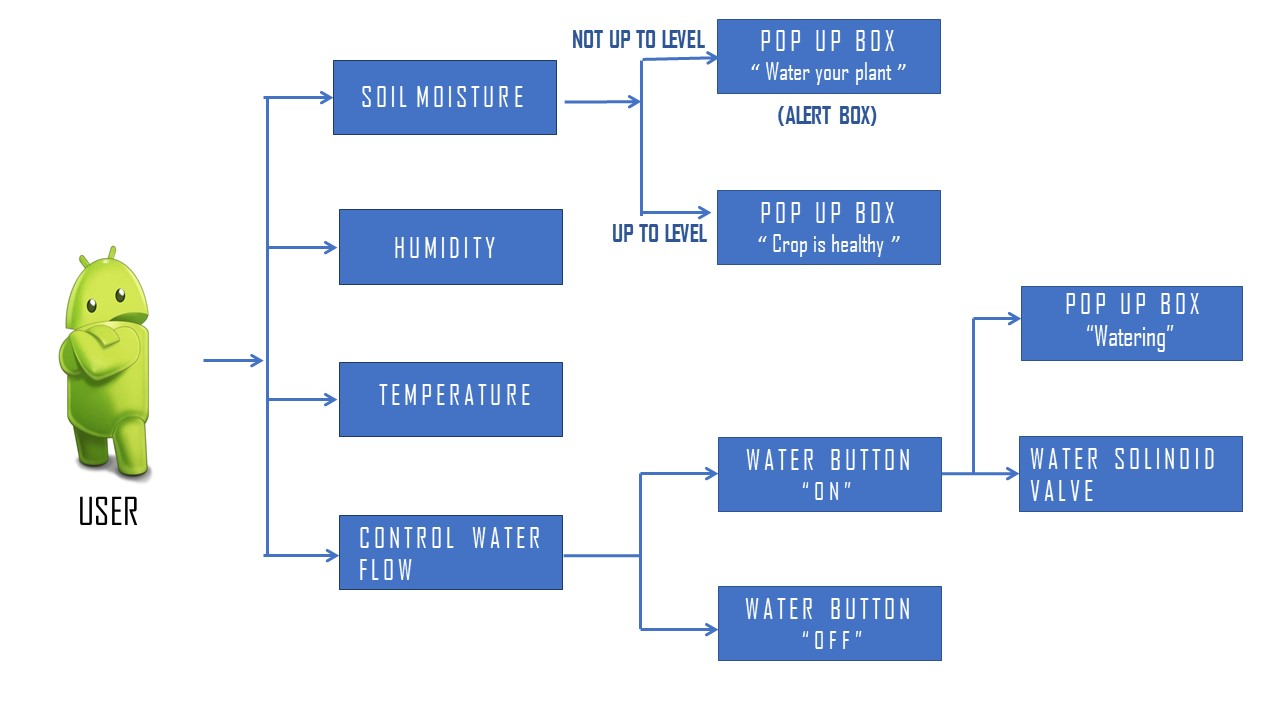 NOT UP TO LEVEL
POP UP BOX
“ Water your plant ”
(ALERT BOX)
SOIL MOISTURE
UP TO LEVEL
POP UP BOX
“ Crop is healthy ”
HUMIDITY
POP UP BOX
“Watering”
TEMPERATURE
USER
WATER BUTTON
“ON”
WATER SOLINOID
VALVE
CONTROL WATER
FLOW
WATER BUTTON
“OFF”